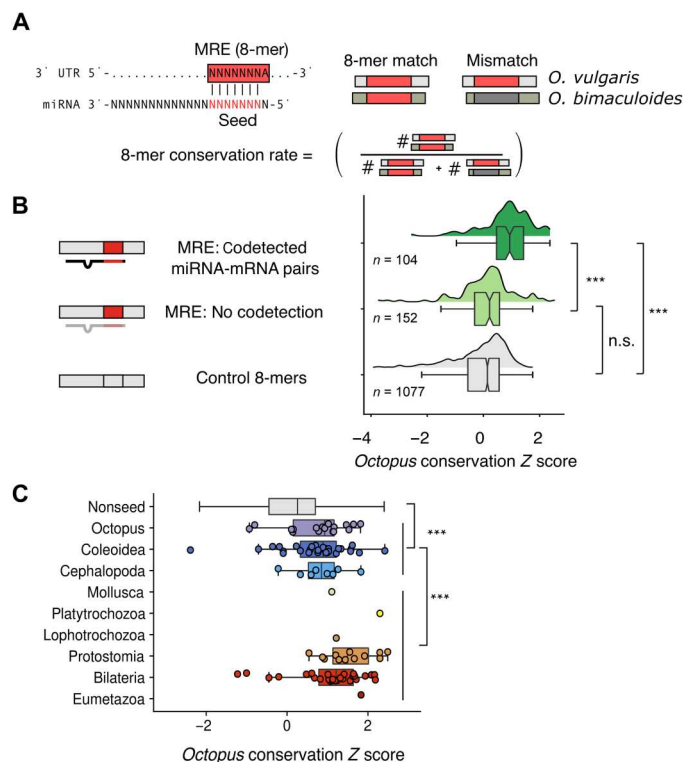 A
MRE (8-mer)
3' UTR 5'-...........NNNNNNNA...-3'
miRNA 3'-NNNNNNNNNNNNNNNNNNNNN-5'
Seed
8-mer match Mismatch
O. vulgaris
O. bimaculoides
8-mer conservation rate =
( # )
# + #
B
MRE: Codetected
miRNA-mRNA pairs
n = 104
***
MRE: No codetection
n = 152
n.s.
***
Control 8-mers
n = 1077
−4 −2 0 2
Octopus conservation Z score
C
Nonseed
Octopus
***
Coleoidea
Cephalopoda
Mollusca
***
Platytrochozoa
Lophotrochozoa
Protostomia
Bilateria
Eumetazoa
−2 0 2
Octopus conservation Z score